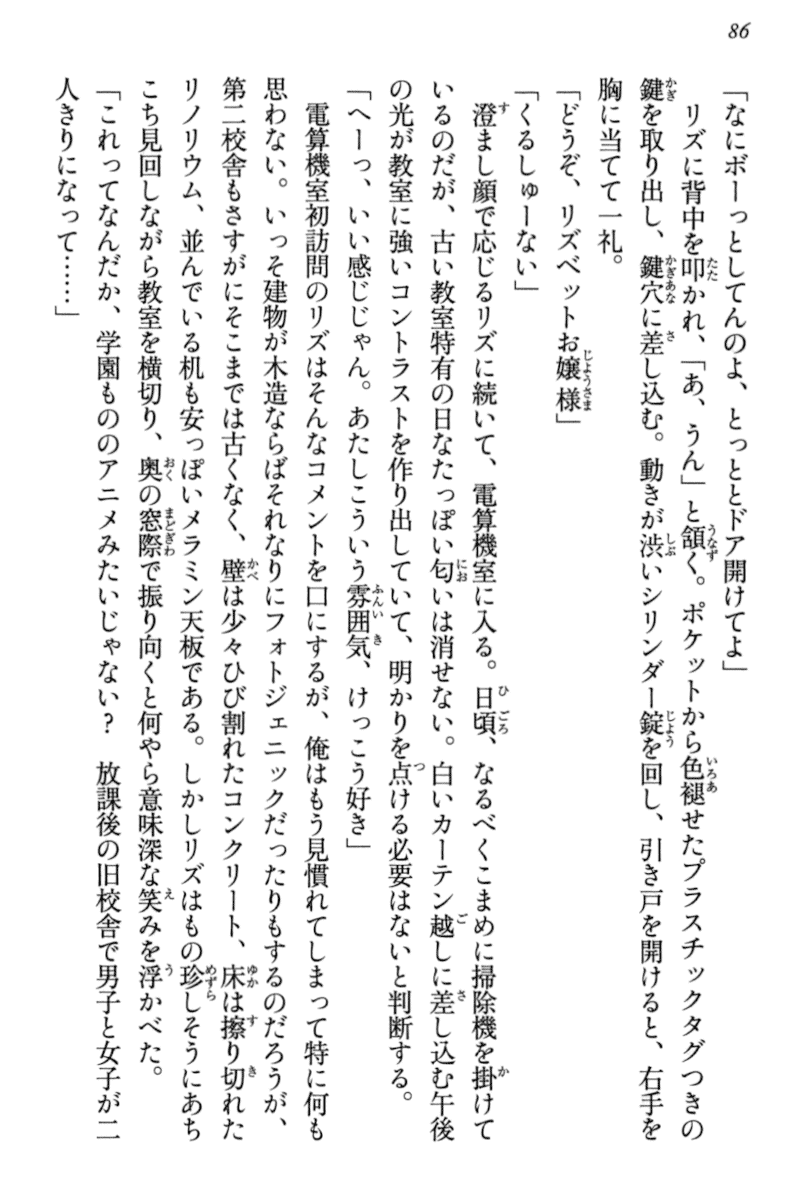 86
「なにボーっとしてんのよ、とっととドア開けてよ」
リズに背中を叩かれ、「あ、うん」と頷く。ポケットから色褪せたプラスチックタグつきの
鍵を取り出し、鍵穴に差し込む。動きが渋いシリンダー錠を回し、引き戸を開けると、右手を
胸に当てて一礼。
「どうぞ、リズベットお嬢様」
「くるしゅーない」
澄まし顔で応じるリズに続いて、電算機室に入る。日頃、なるべくこまめに掃除機を掛けて
いるのだが、古い教室特有の日なたっぽい匂いは消せない。白いカーテン越しに差し込む午後
の光が教室に強いコントラストを作り出していて、明かりを点ける必要はないと判断する。
「へーっ、いい感じじゃん。あたしこういう雰囲気、けっこう好き」
電算機室初訪問のリズはそんなコメントを口にするが、俺はもう見慣れてしまって特に何も
思わない。いっそ建物が木造ならばそれなりにフォトジェニックだったりもするのだろうが、
第二校舎もさすがにそこまでは古くなく、壁は少々ひび割れたコンクリート、床は擦り切れた
リノリウム、並んでいる机も安っぽいメラミン天板である。しかしリズはもの珍しそうにあち
こち見回しながら教室を横切り、奥の窓際で振り向くと何やら意味深な笑みを浮かべた。
「これってなんだか、学園もののアニメみたいじゃない？　放課後の旧校舎で男子と女子が二
人きりになって……」